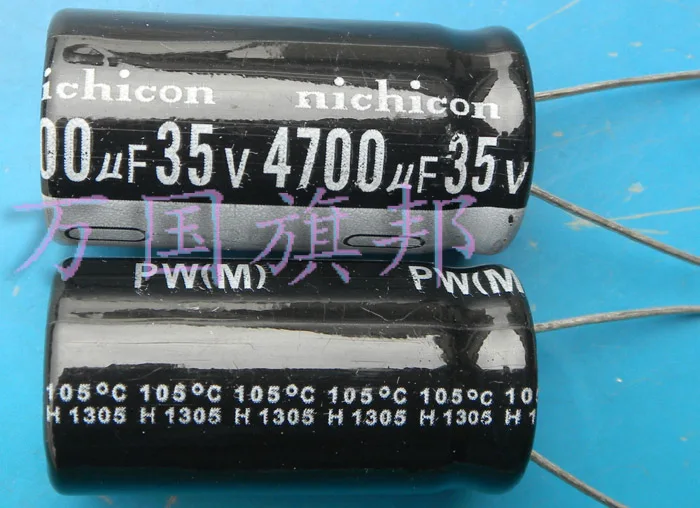 nichicon nichicon
00µF 35V 4700µF 35V
万国旗邦
PW(M) PW(M
105°C 105°C 105°C 105°C 105°C 10
H 1305 H 1305 H 1305 H 1305 H 1305 H 1305